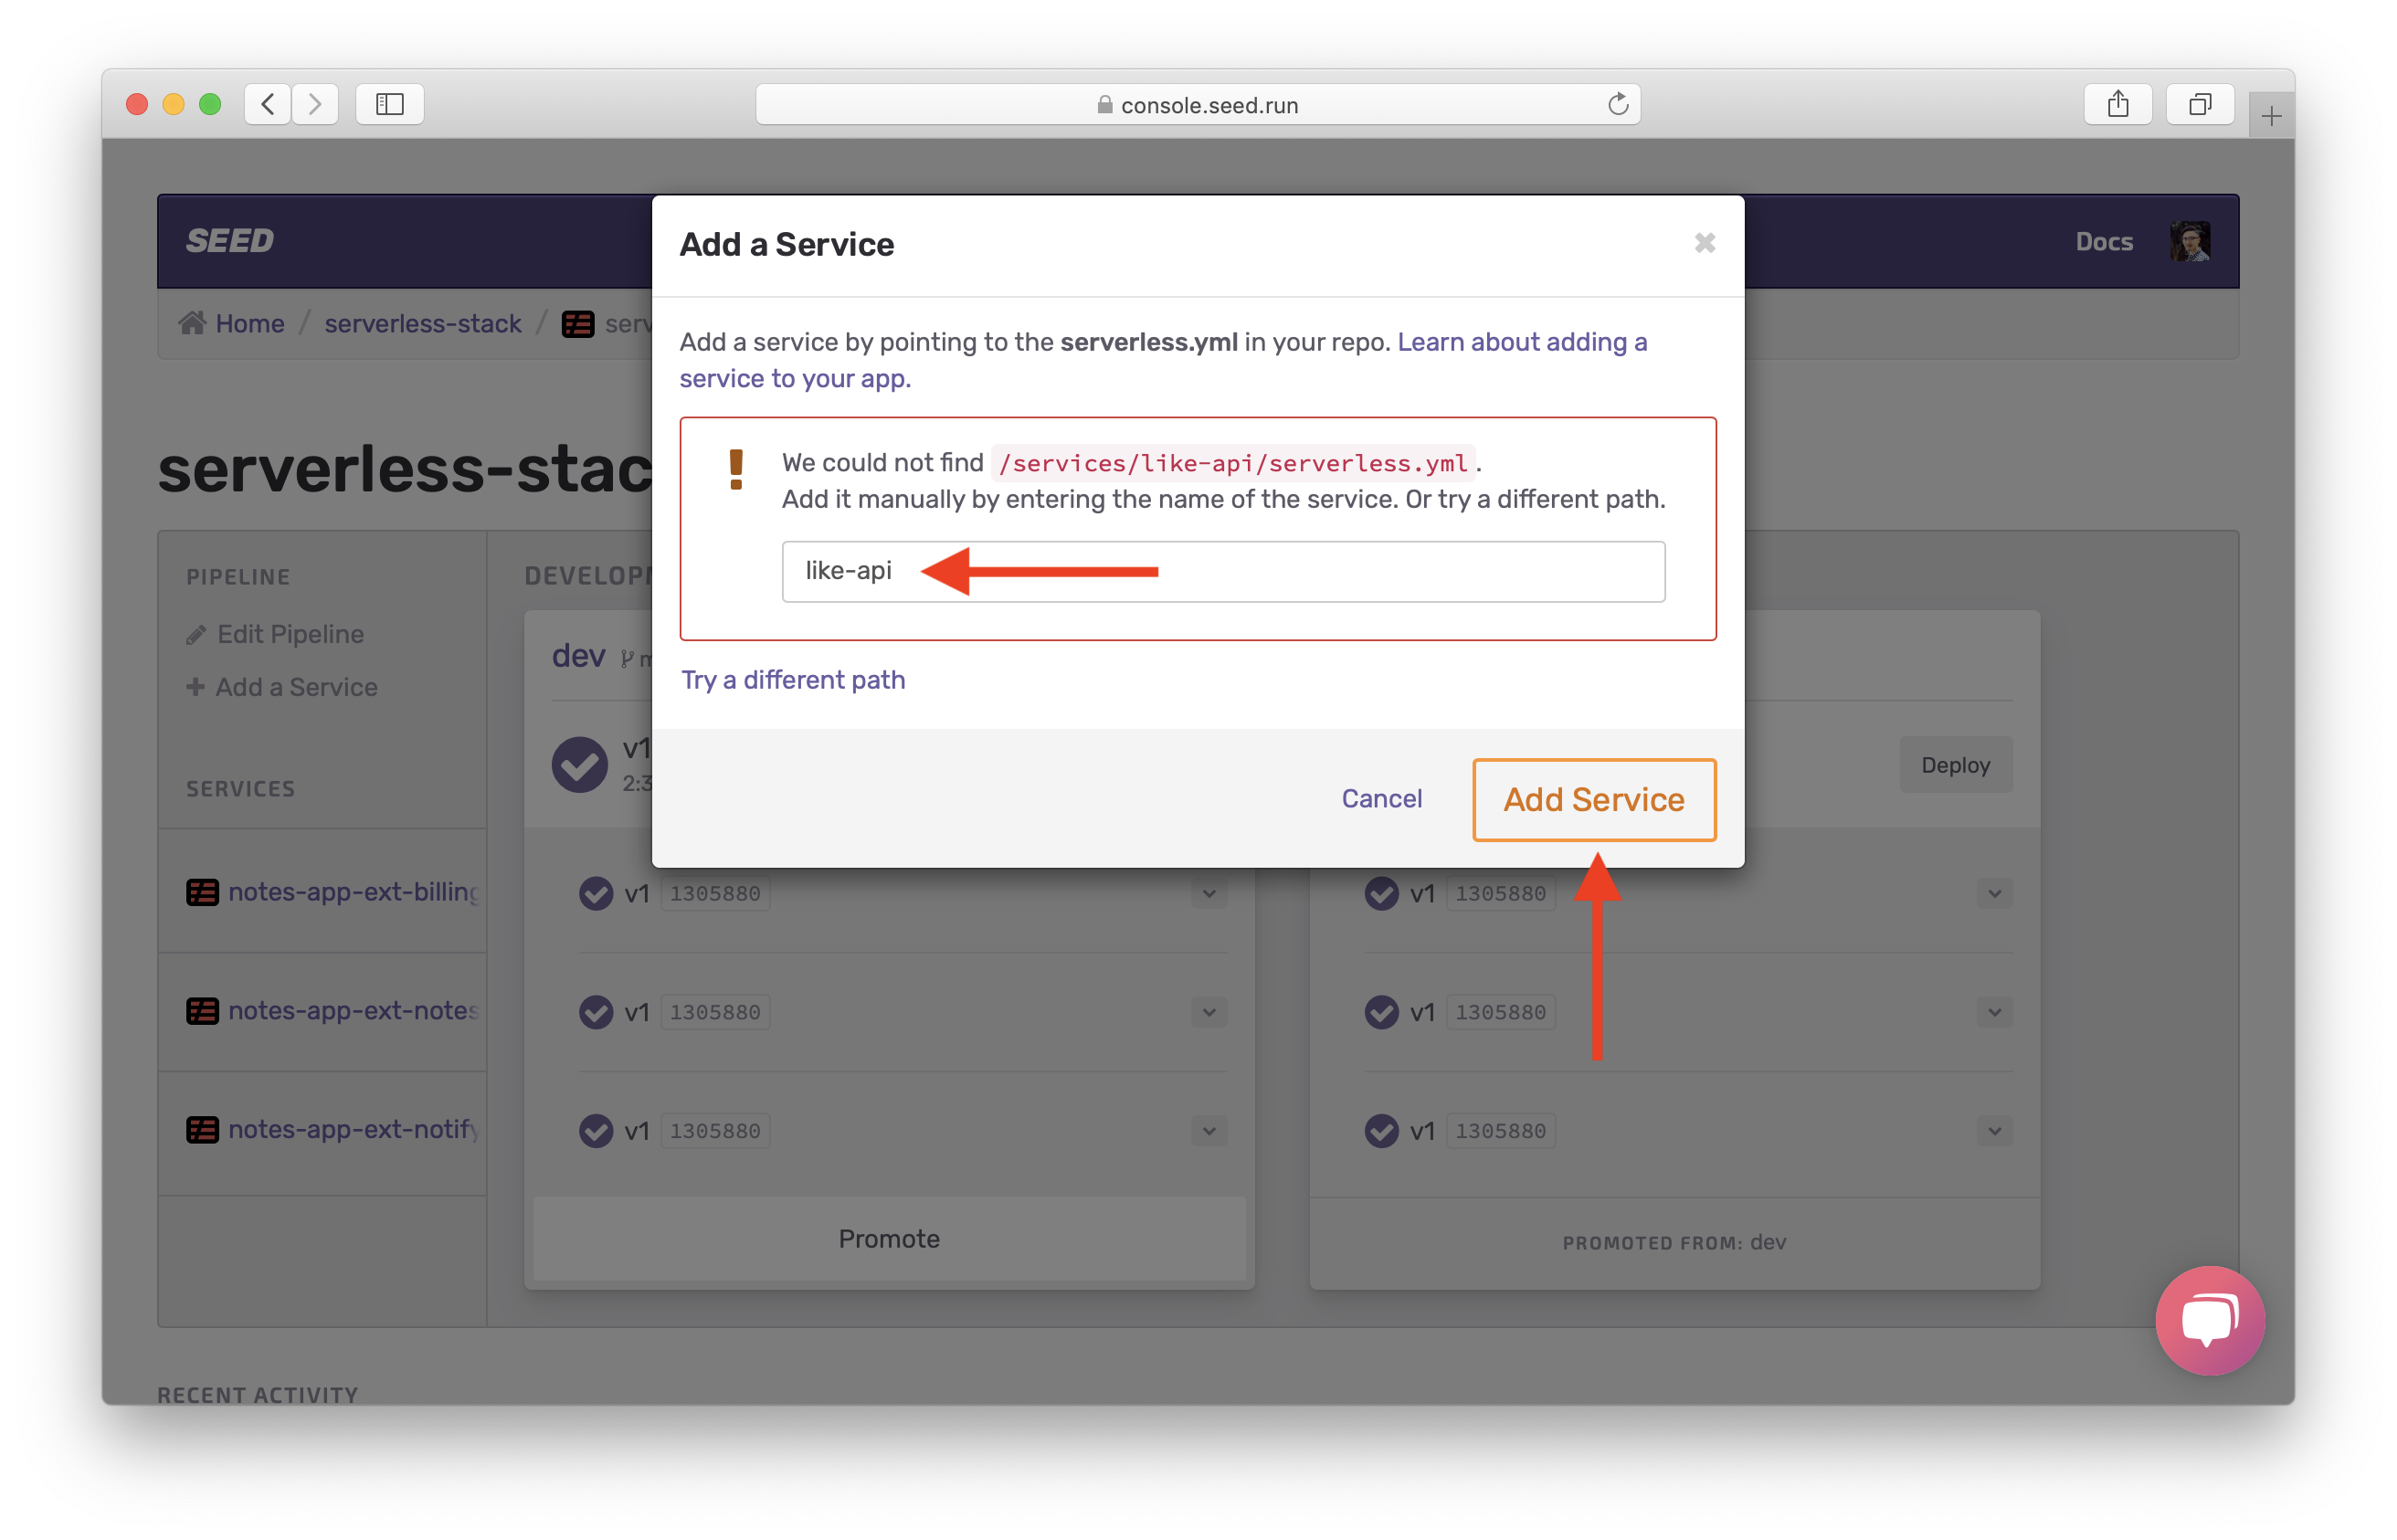 console.seed.run
SEED
Docs
Home / serverless-stack / serv
Add a Service
Add a service by pointing to the serverless.yml in your repo. Learn about adding a
service to your app.
We could not find /services/like-api/serverless.yml.
Add it manually by entering the name of the service. Or try a different path.
like-api
Try a different path
Cancel
Add Service
serverless-stac
PIPELINE
Edit Pipeline
Add a Service
SERVICES
notes-app-ext-billing
notes-app-ext-notes
notes-app-ext-notify
DEVELOPM
dev m
v1
2:3
v1 1305880
v1 1305880
v1 1305880
Promote
Deploy
v1 1305880
v1 1305880
v1 1305880
PROMOTED FROM: dev
RECENT ACTIVITY